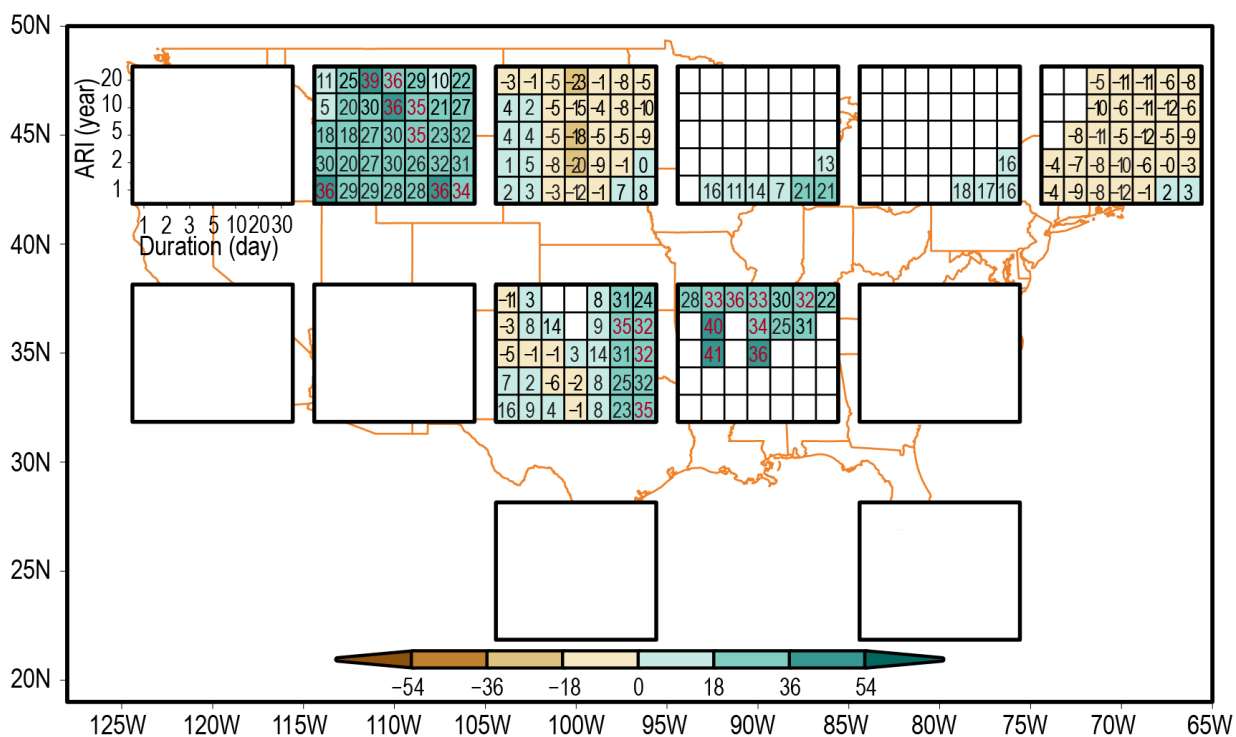 50N
20 11 25 39 36 29 10 22 −3 −1 −5 −23 −1 −8 −5 −5 −11 −11 −6 −8
10 5 20 30 36 35 21 27 4 2 −5 −15 −4 −8 −10 −10 −6 −11 −12 −6
45N
ARI (year)
5 18 18 27 30 35 23 32 4 4 −5 −18 −5 −5 −9 −8 −11 −5 −12 −5 −9
2 30 20 27 30 26 32 31 1 5 −8 −20 −9 −1 0 13 16 −4 −7 −8 −10 −6 −0 −3
1 36 29 29 28 28 36 34 2 3 −3 −12 −1 7 8 16 11 14 7 21 21 18 17 16 −4 −9 −8 −12 −1 2 3
1 2 3 5 10 20 30
Duration (day)
40N
−11 3 8 31 24 28 33 36 33 30 32 22
−3 8 14 9 35 32 40 34 25 31
35N
−5 −1 −1 3 14 31 32 41 36
7 2 −6 −2 8 25 32
16 9 4 −1 8 23 35
30N
25N
20N
−54 −36 −18 0 18 36 54
125W 120W 115W 110W 105W 100W 95W 90W 85W 80W 75W 70W 65W